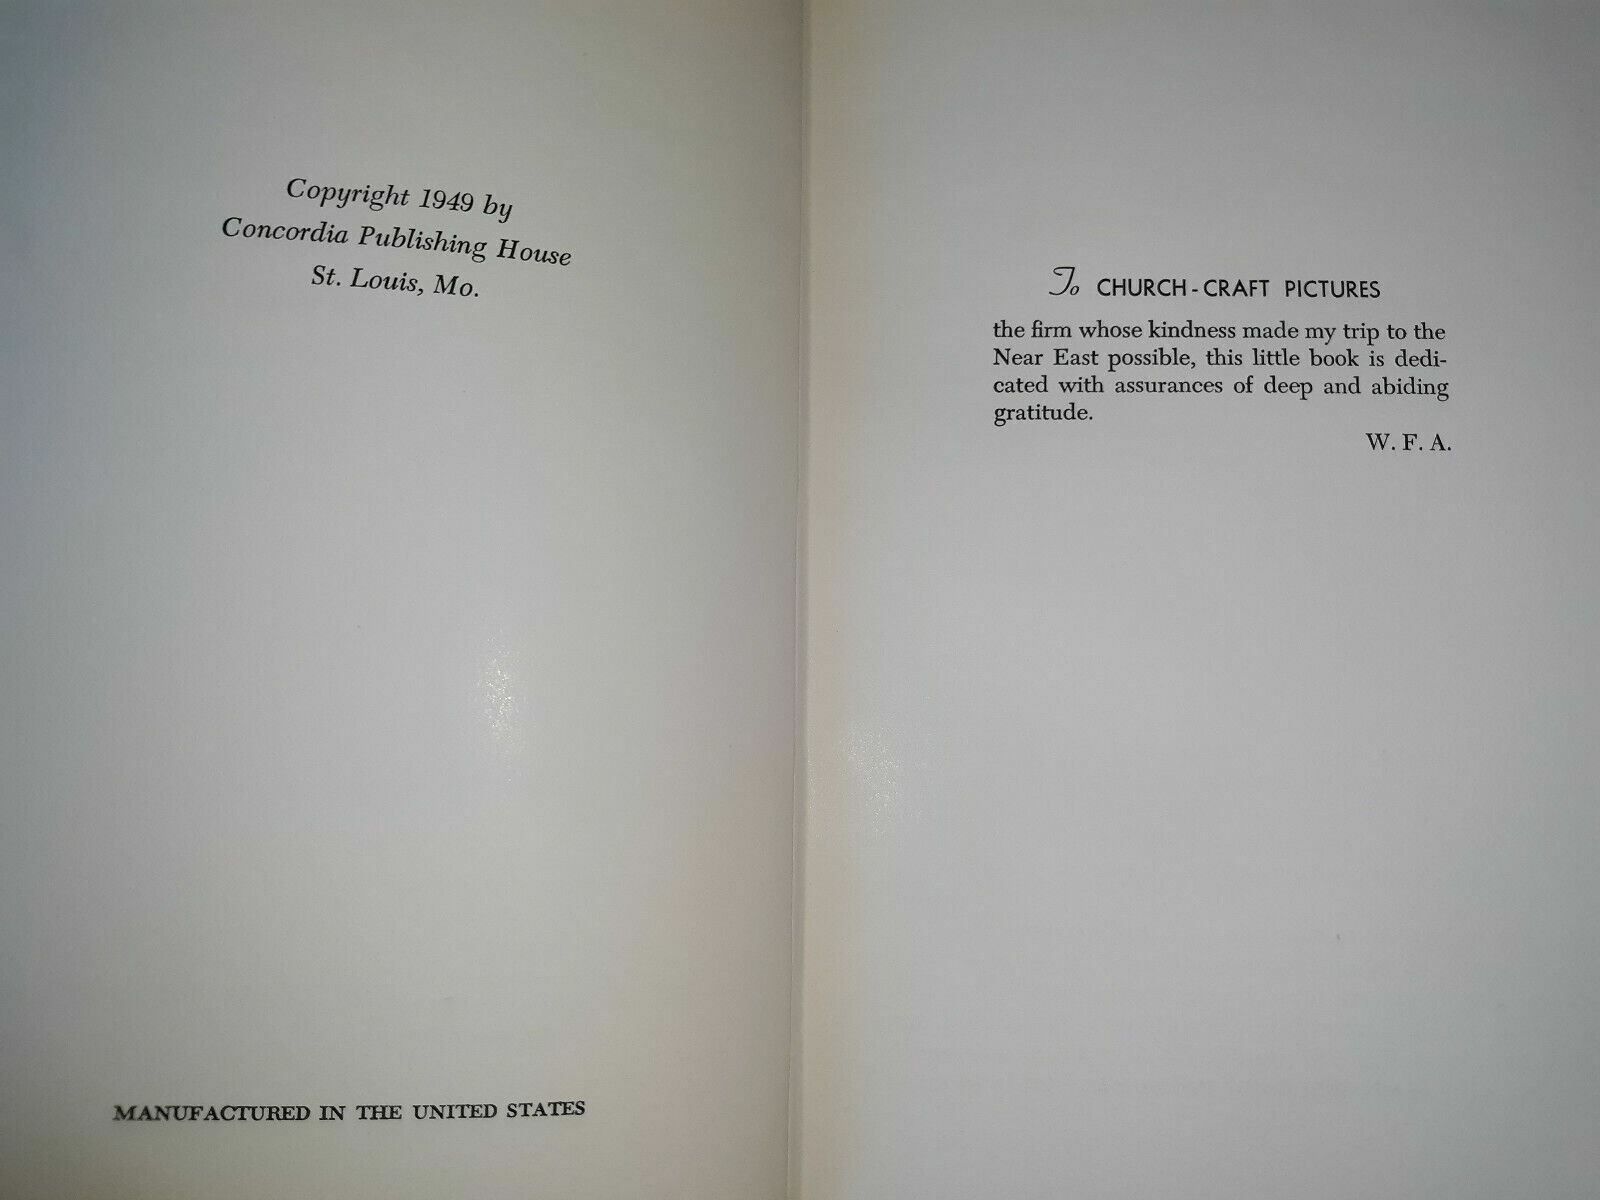 Copyright 1949 by
Concordia Publishing House
St. Louis, Mo.
MANUFACTURED IN THE UNITED STATES
To CHURCH-CRAFT PICTURES
the firm whose kindness made my trip to the
Near East possible, this little book is dedi-
cated with assurances of deep and abiding
gratitude.
W. F. A.